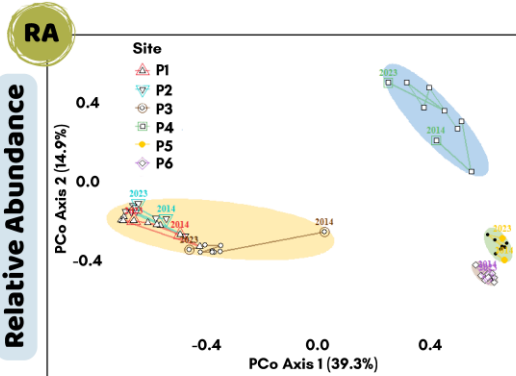 RA
Relative Abundance
Site
P1
P2
P3
P4
P5
P6
PCo Axis 2 (14.9%)
0.4
0.0
-0.4
2023
2014
2023
2014
2014
2023
2014
2023
2014
-0.4
0.0
0.4
PCo Axis 1 (39.3%)